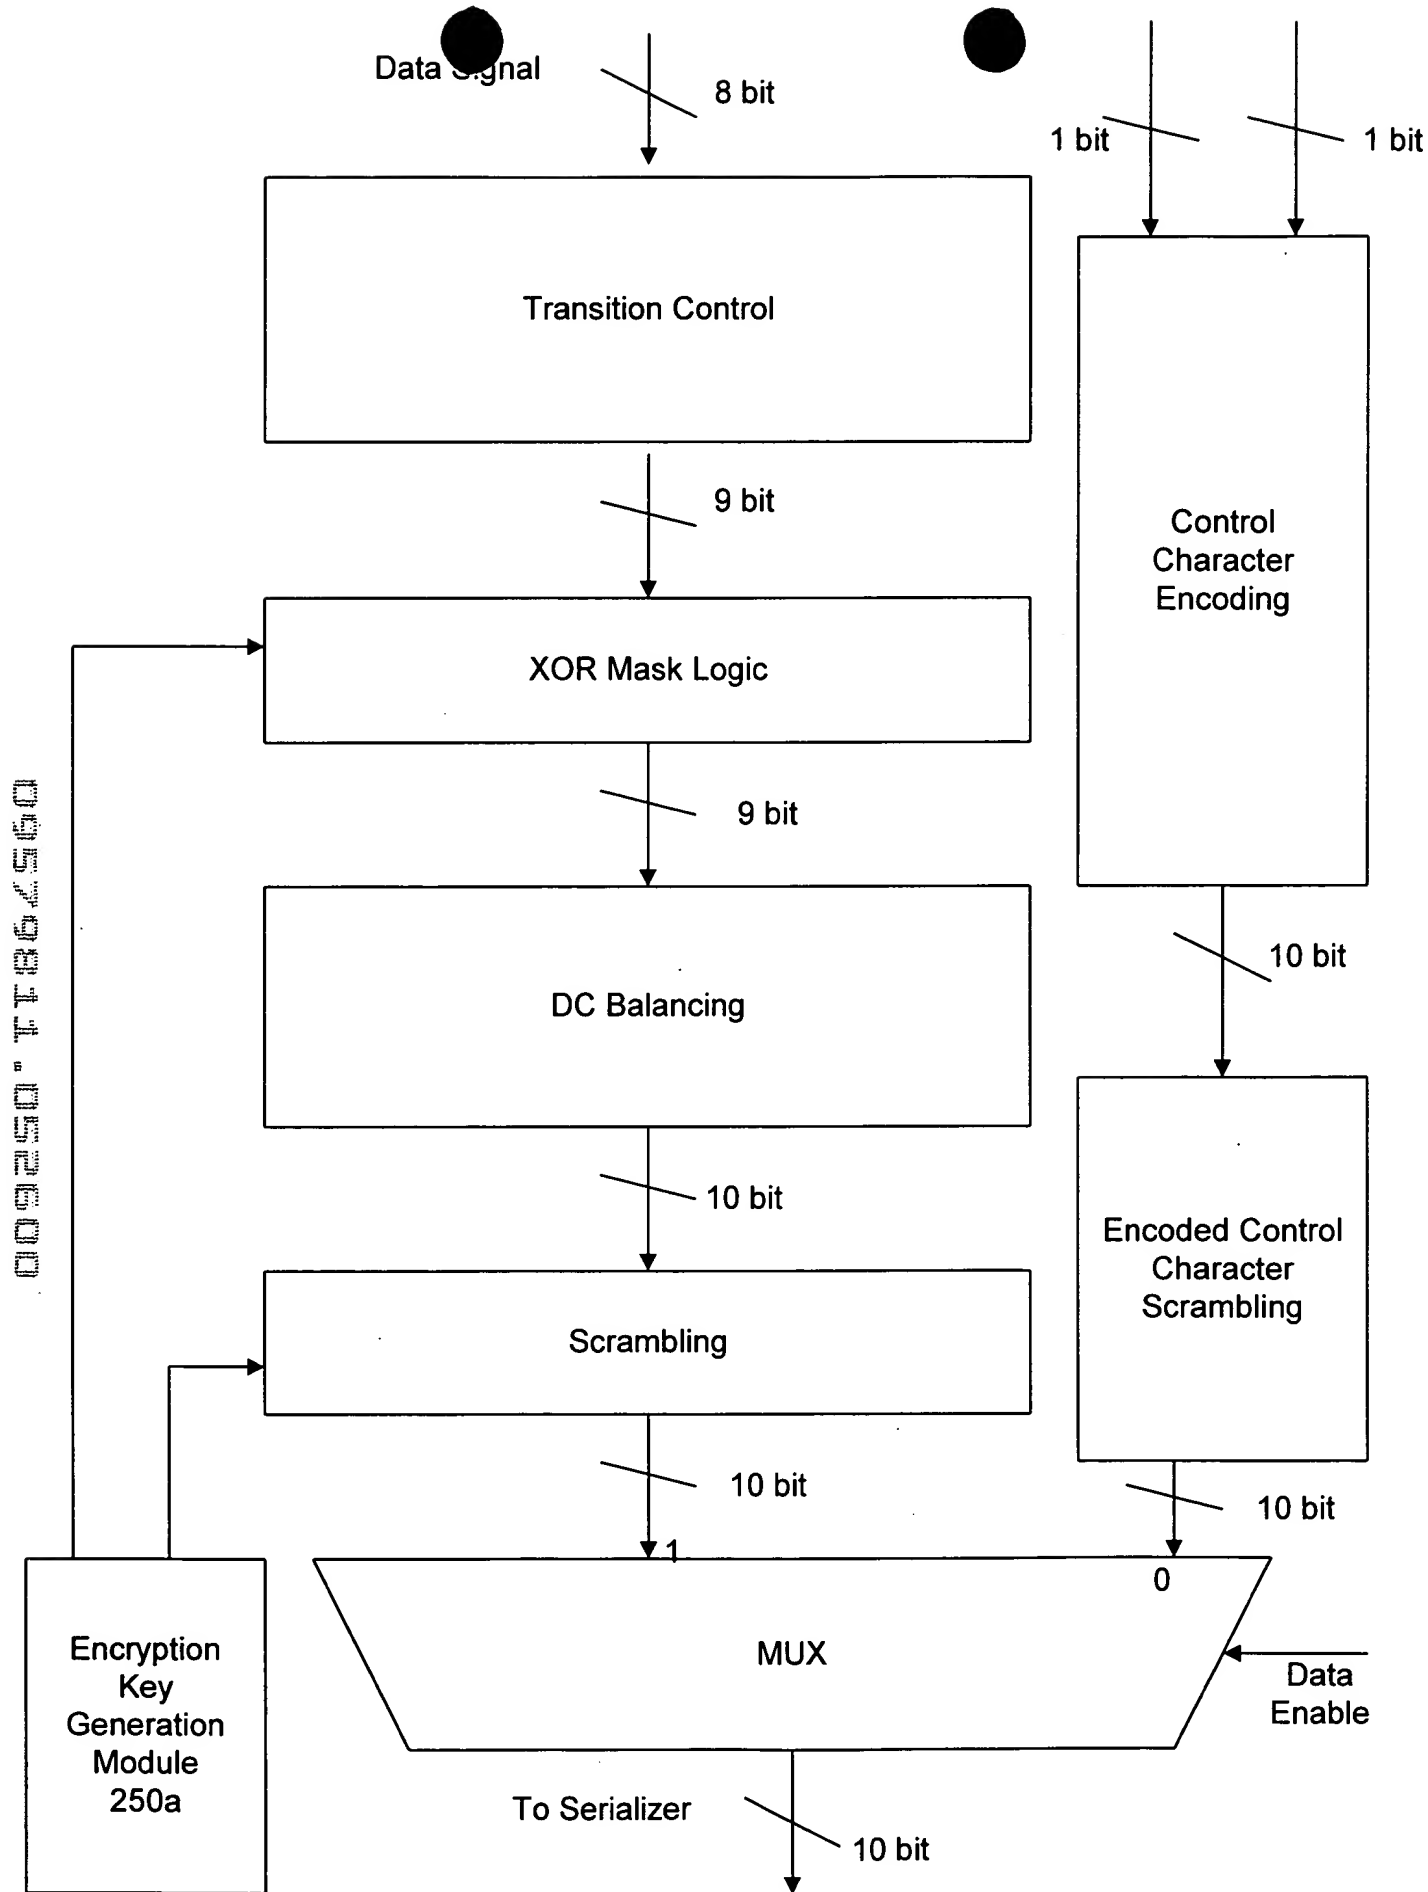 Data Signal
8 bit
1 bit
1 bit
Transition Control
9 bit
Control
Character
Encoding
XOR Mask Logic
9 bit
10 bit
DC Balancing
10 bit
Encoded Control
Character
Scrambling
Scrambling
10 bit
10 bit
1
0
MUX
Data
Enable
Encryption
Key
Generation
Module
250a
To Serializer
10 bit
09579811.052600